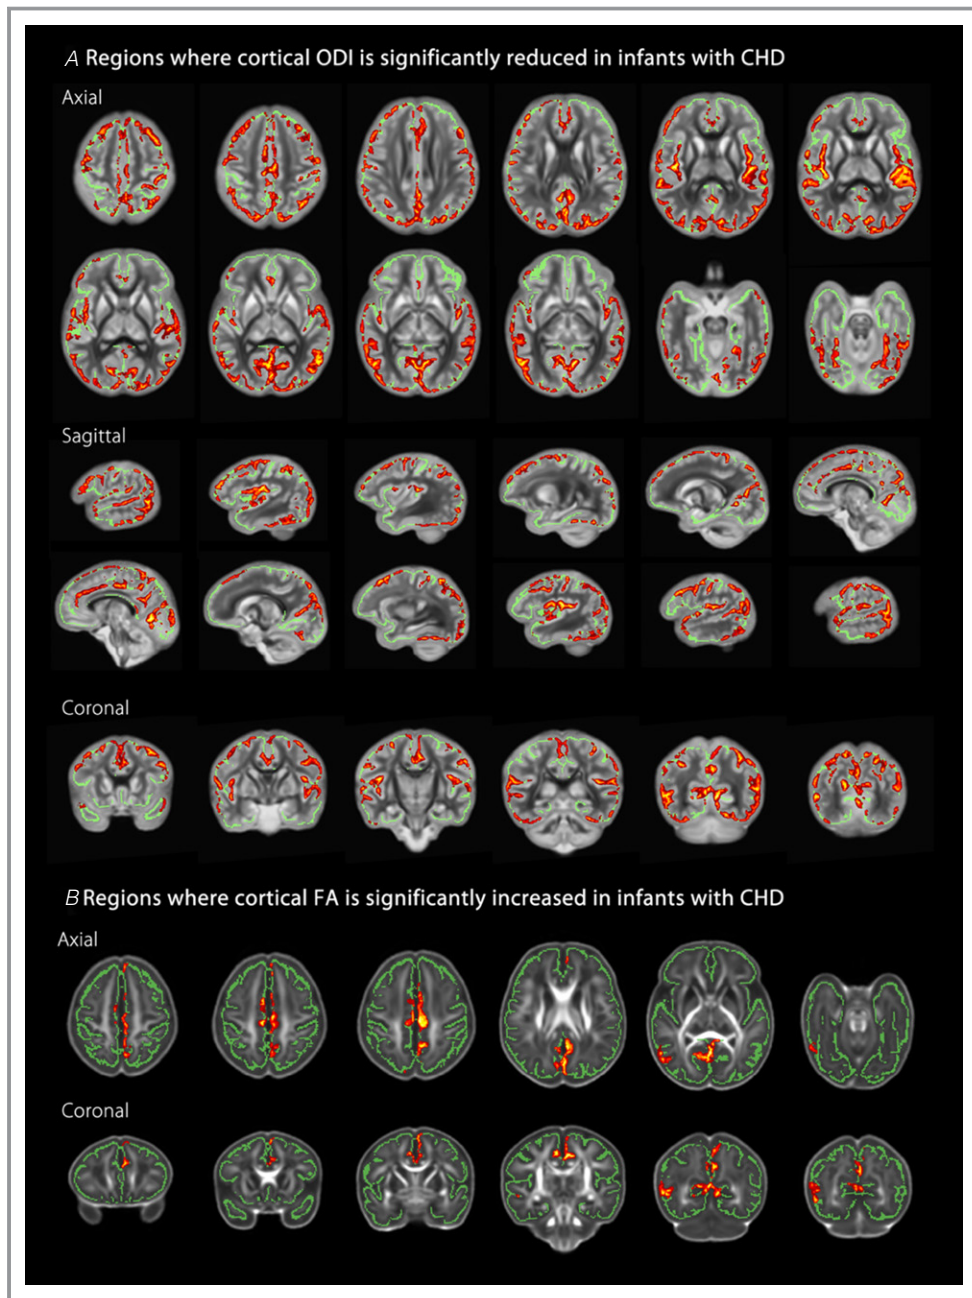 A Regions where cortical ODI is significantly reduced in infants with CHD
Axial
Sagittal
Coronal
B Regions where cortical FA is significantly increased in infants with CHD
Axial
Coronal